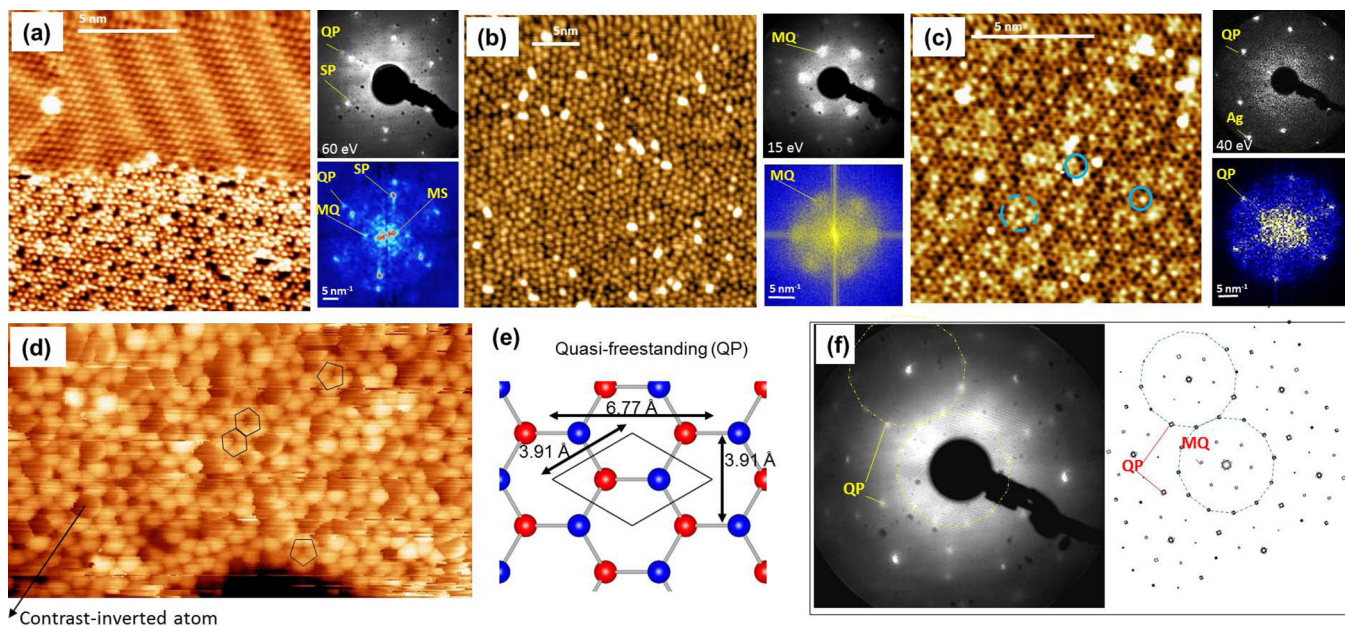 (a)
5 nm
QP
SP
60 eV
SP
QP
MQ
MS
5 nm⁻¹
(b)
5nm
MQ
15 eV
MQ
5 nm⁻¹
(c)
5 nm
QP
Ag
40 eV
QP
5 nm⁻¹
(d)
Contrast-inverted atom
(e)
Quasi-freestanding (QP)
6.77 Å
3.91 Å
3.91 Å
(f)
QP
MQ
QP